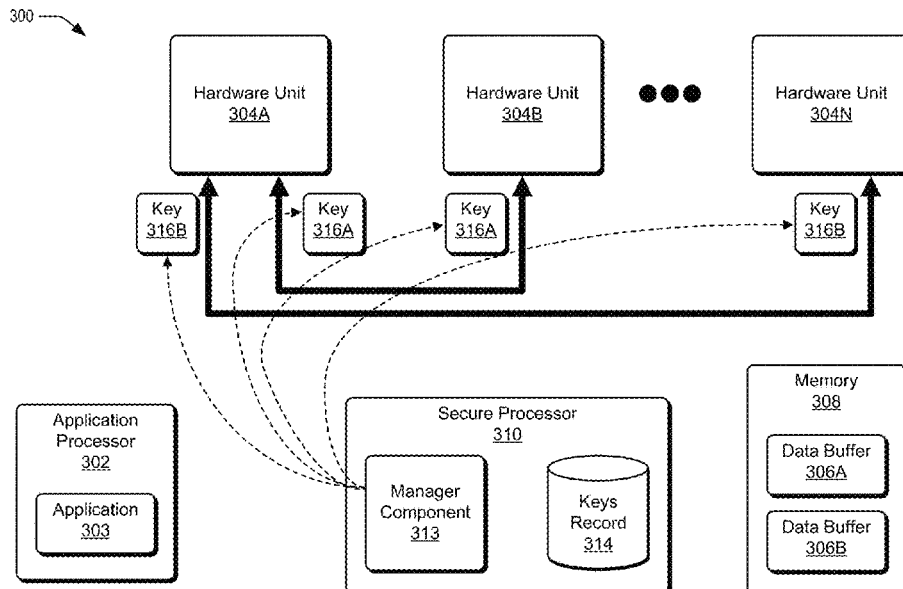 300
Hardware Unit
304A
Hardware Unit
304B
Hardware Unit
304N
Key
316B
Key
316A
Key
316A
Key
316B
Application
Processor
302
Application
303
Secure Processor
310
Manager
Component
313
Keys
Record
314
Memory
308
Data Buffer
306A
Data Buffer
306B